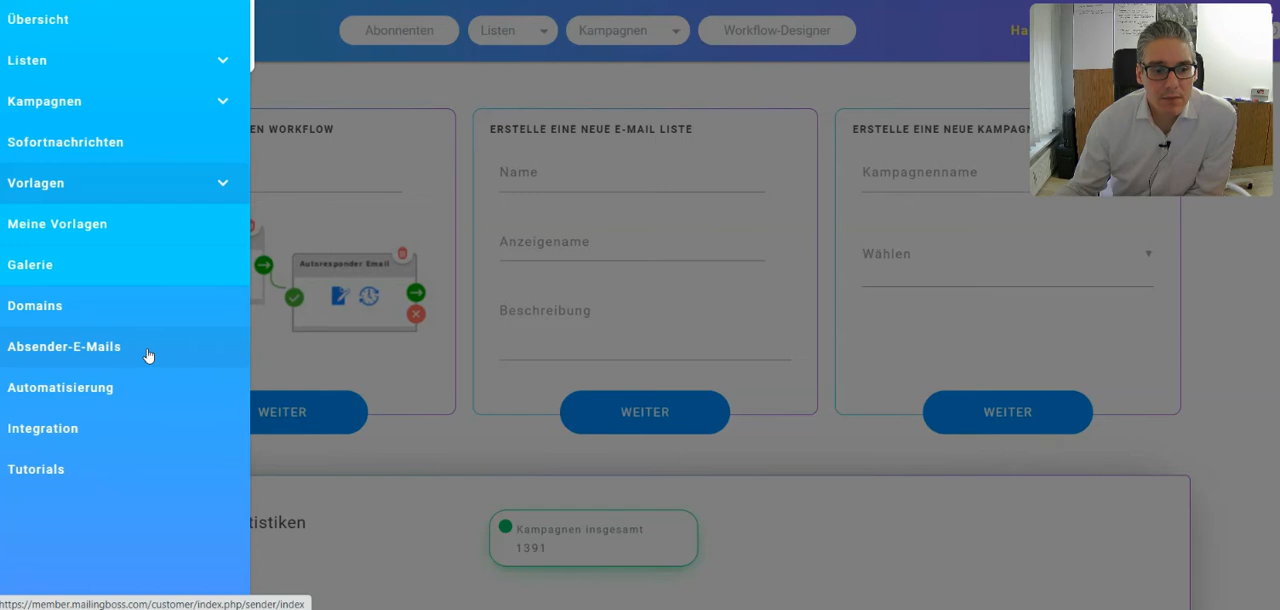 Übersicht
Listen
Kampagnen
Sofortnachrichten
Vorlagen
Meine Vorlagen
Galerie
Domains
Absender-E-Mails
Automatisierung
Integration
Tutorials
Abonnenten
Listen
Kampagnen
Workflow-Designer
Ha
EN WORKFLOW
Autoresponder Email
WEITER
ERSTELLE EINE NEUE E-MAIL LISTE
Name
Anzeigename
Beschreibung
WEITER
ERSTELLE EINE NEUE KAMPAGN
Kampagnenname
Wählen
WEITER
tistiken
Kampagnen insgesamt
1391
https://member.mailingboss.com/customer/index.php/sender/index